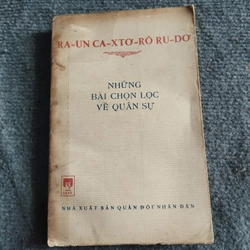 RA-UN CA-XTƠ-RÔ RU-DƠ
NHỮNG
BÀI CHỌN LỌC
VỀ QUÂN SỰ
NHÀ XUẤT BẢN QUÂN ĐỘI NHÂN DÂN